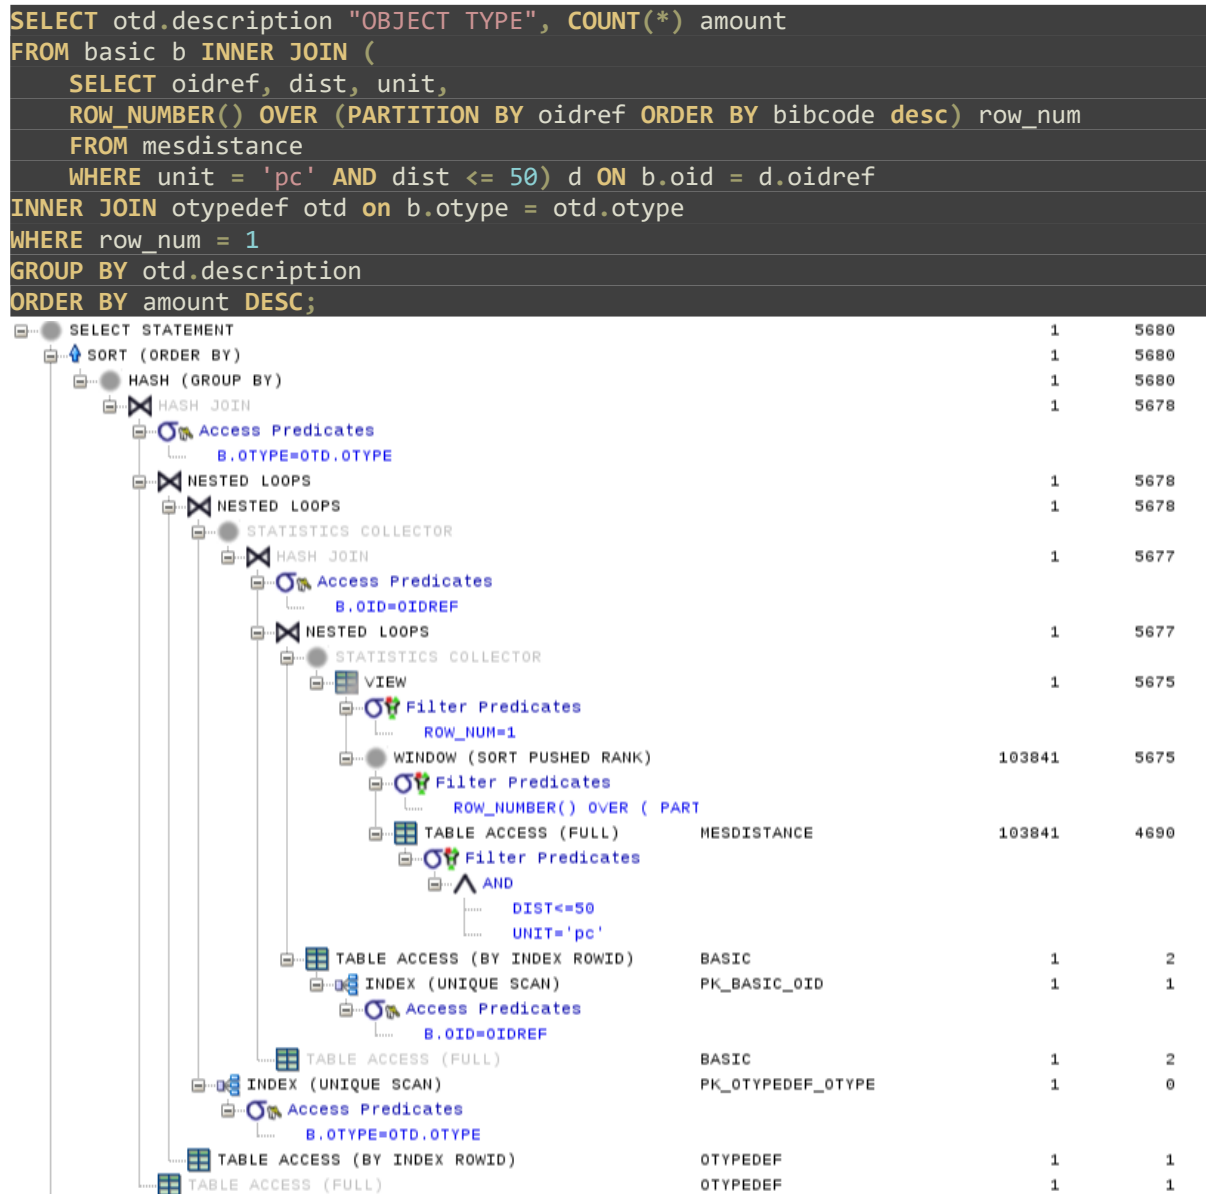 SELECT otd.description "OBJECT TYPE", COUNT(*) amount
FROM basic b INNER JOIN (
SELECT oidref, dist, unit,
ROW_NUMBER() OVER (PARTITION BY oidref ORDER BY bibcode desc) row_num
FROM mesdistance
WHERE unit = 'pc' AND dist <= 50) d ON b.oid = d.oidref
INNER JOIN otypedef otd on b.otype = otd.otype
WHERE row_num = 1
GROUP BY otd.description
ORDER BY amount DESC;
SELECT STATEMENT 1 5680
SORT (ORDER BY) 1 5680
HASH (GROUP BY) 1 5680
HASH JOIN 1 5678
Access Predicates
B.OTYPE=OTD.OTYPE
NESTED LOOPS 1 5678
NESTED LOOPS 1 5678
STATISTICS COLLECTOR
HASH JOIN 1 5677
Access Predicates
B.OID=OIDREF
NESTED LOOPS 1 5677
STATISTICS COLLECTOR
VIEW 1 5675
Filter Predicates
ROW_NUM=1
WINDOW (SORT PUSHED RANK) 103841 5675
Filter Predicates
ROW_NUMBER() OVER ( PART
TABLE ACCESS (FULL) MESDISTANCE 103841 4690
Filter Predicates
AND
DIST<=50
UNIT='pc'
TABLE ACCESS (BY INDEX ROWID) BASIC 1 2
INDEX (UNIQUE SCAN) PK_BASIC_OID 1 1
Access Predicates
B.OID=OIDREF
TABLE ACCESS (FULL) BASIC 1 2
INDEX (UNIQUE SCAN) PK_OTYPEDEF_OTYPE 1 0
Access Predicates
B.OTYPE=OTD.OTYPE
TABLE ACCESS (BY INDEX ROWID) OTYPEDEF 1 1
TABLE ACCESS (FULL) OTYPEDEF 1 1